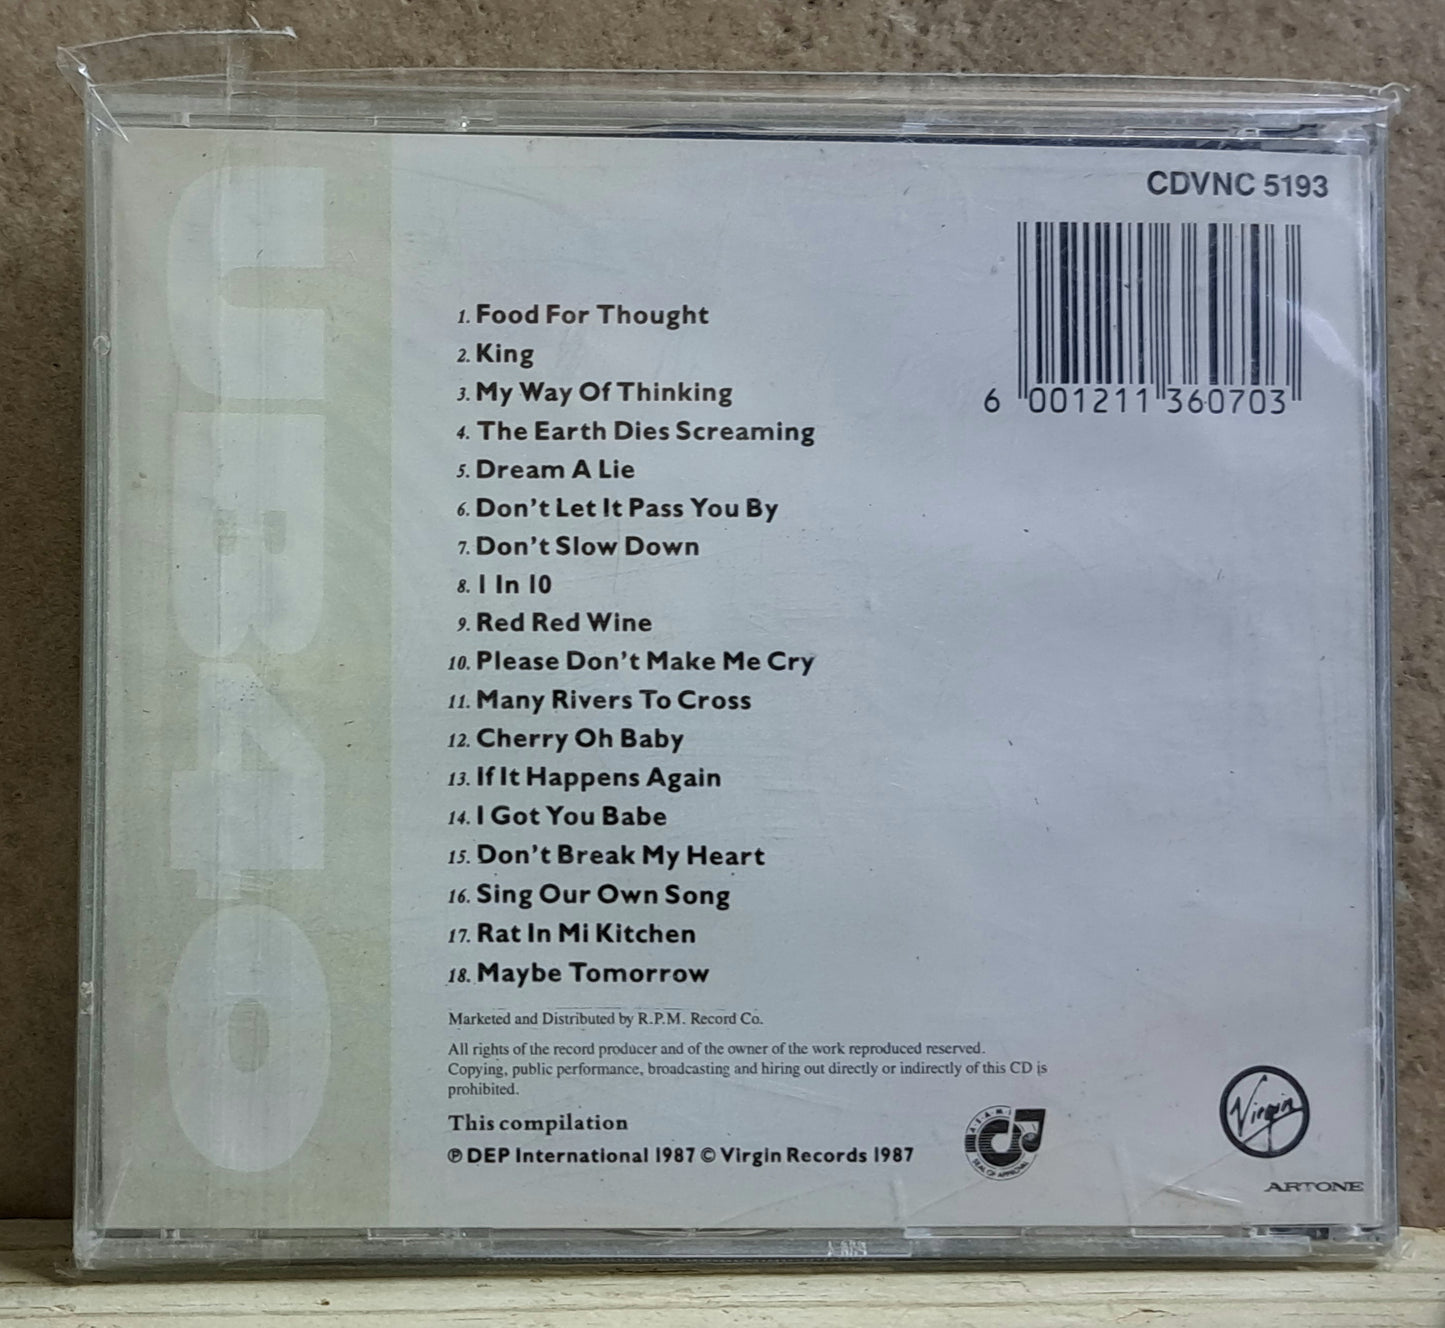 UB40
CDVNC 5193
6 001211 360703
1. Food For Thought
2. King
3. My Way Of Thinking
4. The Earth Dies Screaming
5. Dream A Lie
6. Don't Let It Pass You By
7. Don't Slow Down
8. I In 10
9. Red Red Wine
10. Please Don't Make Me Cry
11. Many Rivers To Cross
12. Cherry Oh Baby
13. If It Happens Again
14. I Got You Babe
15. Don't Break My Heart
16. Sing Our Own Song
17. Rat In Mi Kitchen
18. Maybe Tomorrow
Marketed and Distributed by R.P.M. Record Co.
All rights of the record producer and of the owner of the work reproduced reserved.
Copying, public performance, broadcasting and hiring out directly or indirectly of this CD is
prohibited.
This compilation
℗ DEP International 1987 © Virgin Records 1987
A.S.A.M.I.
SEAL OF APPROVAL
Virgin
ARTONE